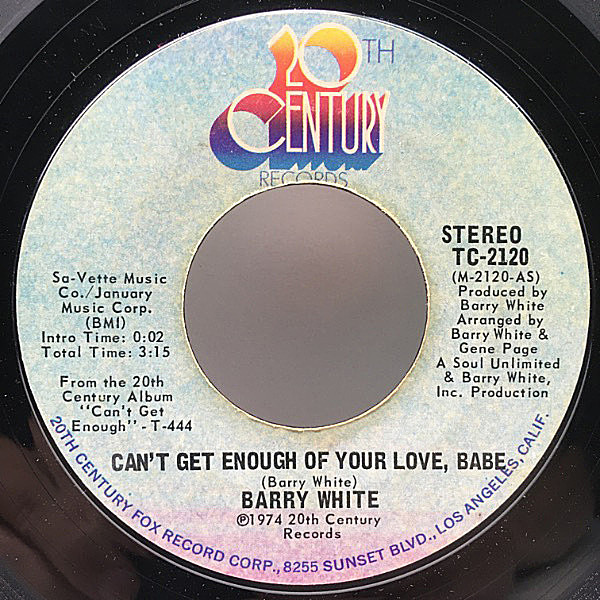 20TH
CENTURY
RECORDS
STEREO
TC-2120
(M-2120-AS)
Produced by
Barry White
Arranged by
Barry White &
Gene Page
A Soul Unlimited
& Barry White,
Inc. Production
Sa-Vette Music
Co./January
Music Corp.
(BMI)
Intro Time: 0:02
Total Time: 3:15
From the 20th
Century Album
"Can't Get
Enough" - T-444
CAN'T GET ENOUGH OF YOUR LOVE, BABE
(Barry White)
BARRY WHITE
℗1974 20th Century
Records
20TH CENTURY FOX RECORD CORP., 8255 SUNSET BLVD., LOS ANGELES, CALIF.